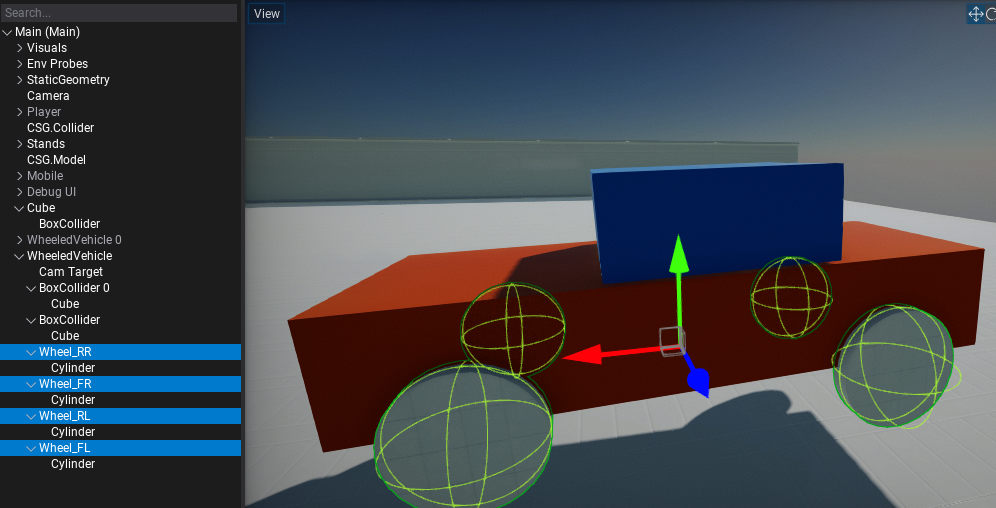 Search...
View
Main (Main)
Visuals
Env Probes
StaticGeometry
Camera
Player
CSG.Collider
Stands
CSG.Model
Mobile
Debug UI
Cube
BoxCollider
WheeledVehicle 0
WheeledVehicle
Cam Target
BoxCollider 0
Cube
BoxCollider
Cube
Wheel_RR
Cylinder
Wheel_FR
Cylinder
Wheel_RL
Cylinder
Wheel_FL
Cylinder